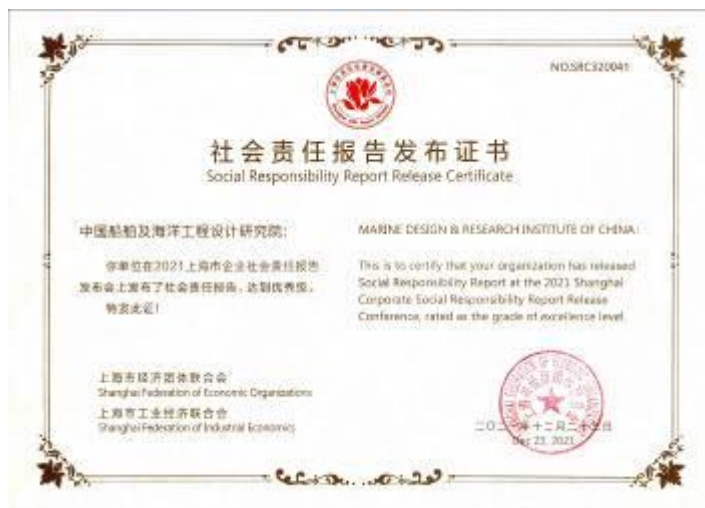 NO.SRC320041
社会责任报告发布证书
Social Responsibility Report Release Certificate
中国船舶及海洋工程设计研究院:
你单位在2021上海市企业社会责任报告
发布会上发布了社会责任报告，达到优秀级。
特发此证!
MARINE DESIGN & RESEARCH INSTITUTE OF CHINA:
This is to certify that your organization has released
Social Responsibility Report at the 2021 Shanghai
Corporate Social Responsibility Report Release
Conference, rated as the grade of excellence level.
上海市经济团体联合会
Shanghai Federation of Economic Organizations
上海市工业经济联合会
Shanghai Federation of Industrial Economics
二〇二一年十二月二十三日
Dec 23, 2021